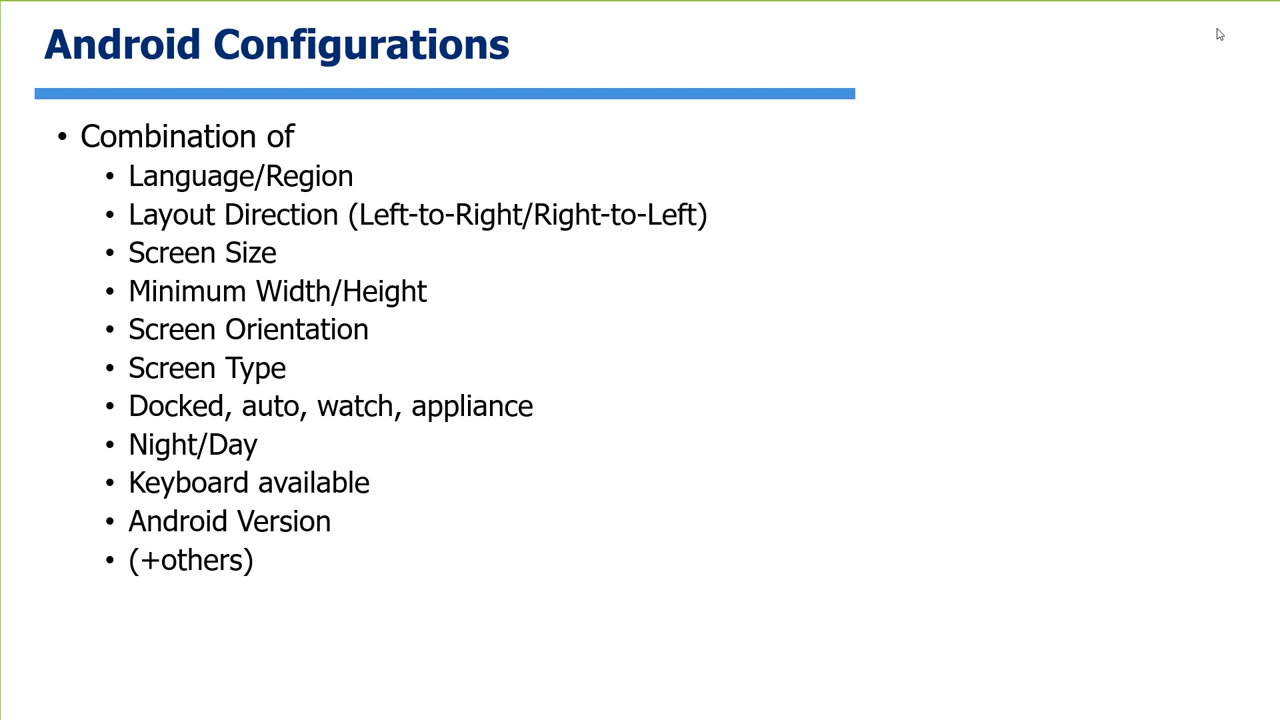 Android Configurations
• Combination of
• Language/Region
• Layout Direction (Left-to-Right/Right-to-Left)
• Screen Size
• Minimum Width/Height
• Screen Orientation
• Screen Type
• Docked, auto, watch, appliance
• Night/Day
• Keyboard available
• Android Version
• (+others)